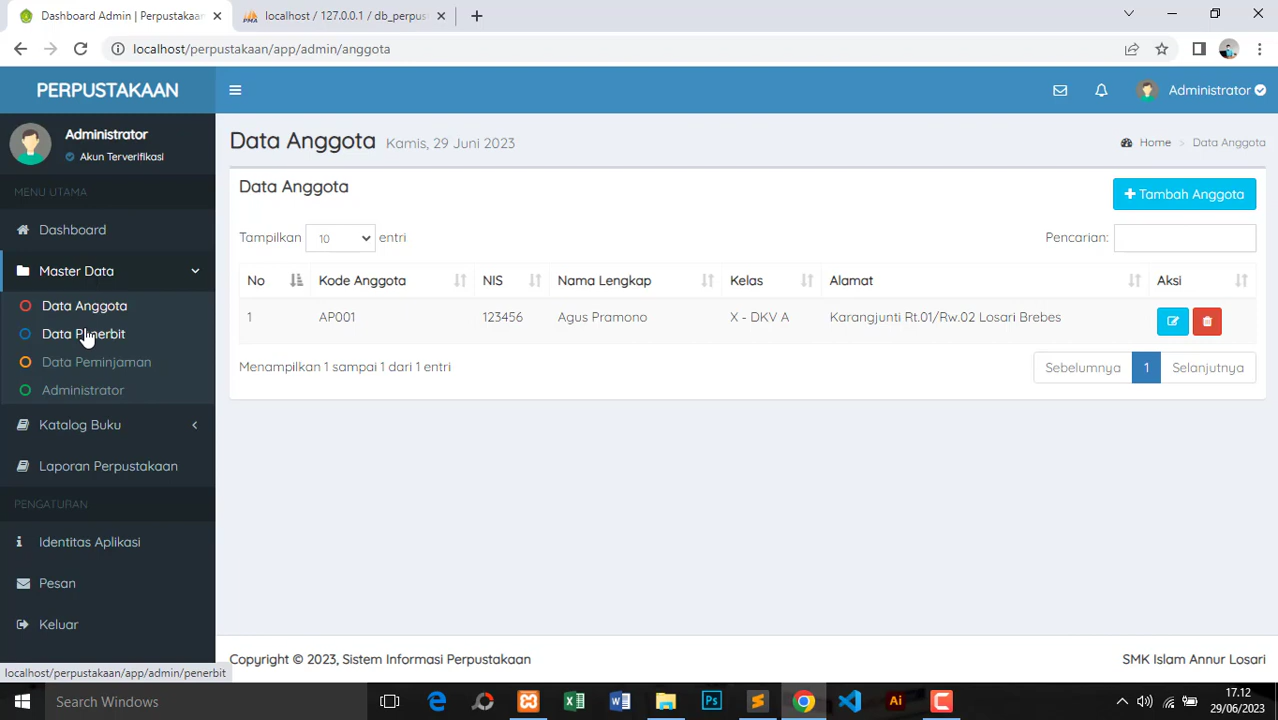 Dashboard Admin | Perpustakaan
localhost / 127.0.0.1 / db_perpus
localhost/perpustakaan/app/admin/anggota
PERPUSTAKAAN
Administrator
Administrator
Akun Terverifikasi
MENU UTAMA
Dashboard
Master Data
Data Anggota
Data Penerbit
Data Peminjaman
Administrator
Katalog Buku
Laporan Perpustakaan
PENGATURAN
Identitas Aplikasi
Pesan
Keluar
Data Anggota Kamis, 29 Juni 2023
Home > Data Anggota
Data Anggota
+ Tambah Anggota
Tampilkan 10 entri
Pencarian:
No Kode Anggota NIS Nama Lengkap Kelas Alamat Aksi
1 AP001 123456 Agus Pramono X - DKV A Karangjunti Rt.01/Rw.02 Losari Brebes
Menampilkan 1 sampai 1 dari 1 entri
Sebelumnya 1 Selanjutnya
Copyright © 2023, Sistem Informasi Perpustakaan
SMK Islam Annur Losari
localhost/perpustakaan/app/admin/penerbit
Search Windows
Ps
Ai
17.12
29/06/2023